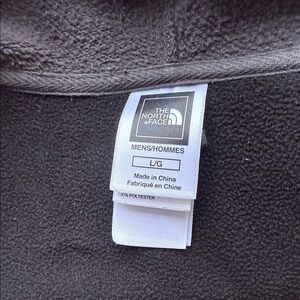 THE
NORTH
FACE
MENS/HOMMES
L/G
Made in China
Fabriqué en Chine
100% POLYESTER